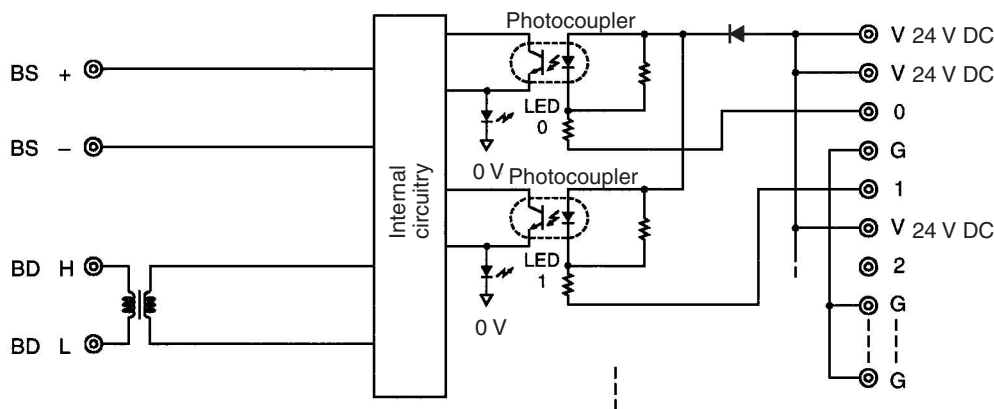 Photocoupler
V 24 V DC
BS +
V 24 V DC
LED
0
0
BS −
0 V
G
Photocoupler
Internal
circuitry
1
V 24 V DC
BD H
LED
1
2
0 V
G
BD L
G